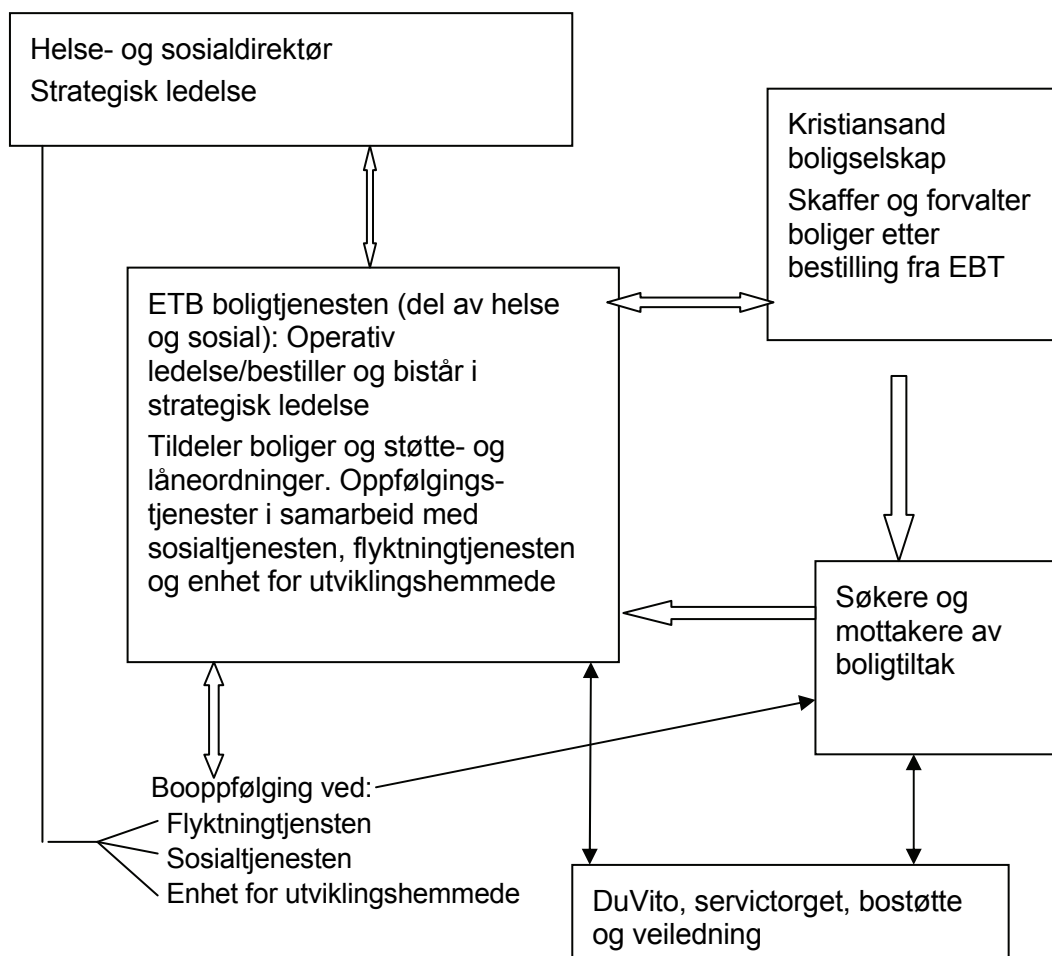 Helse- og sosialdirektør
Strategisk ledelse
Kristiansand
boligselskap
Skaffer og forvalter
boliger etter
bestilling fra EBT
ETB boligtjenesten (del av helse
og sosial): Operativ
ledelse/bestiller og bistår i
strategisk ledelse
Tildeler boliger og støtte- og
låneordninger. Oppfølgings-
tjenester i samarbeid med
sosialtjenesten, flyktningtjenesten
og enhet for utviklingshemmede
Søkere og
mottakere av
boligtiltak
Booppfølging ved:
Flyktningtjensten
Sosialtjenesten
Enhet for utviklingshemmede
DuVito, servictorget, bostøtte
og veiledning